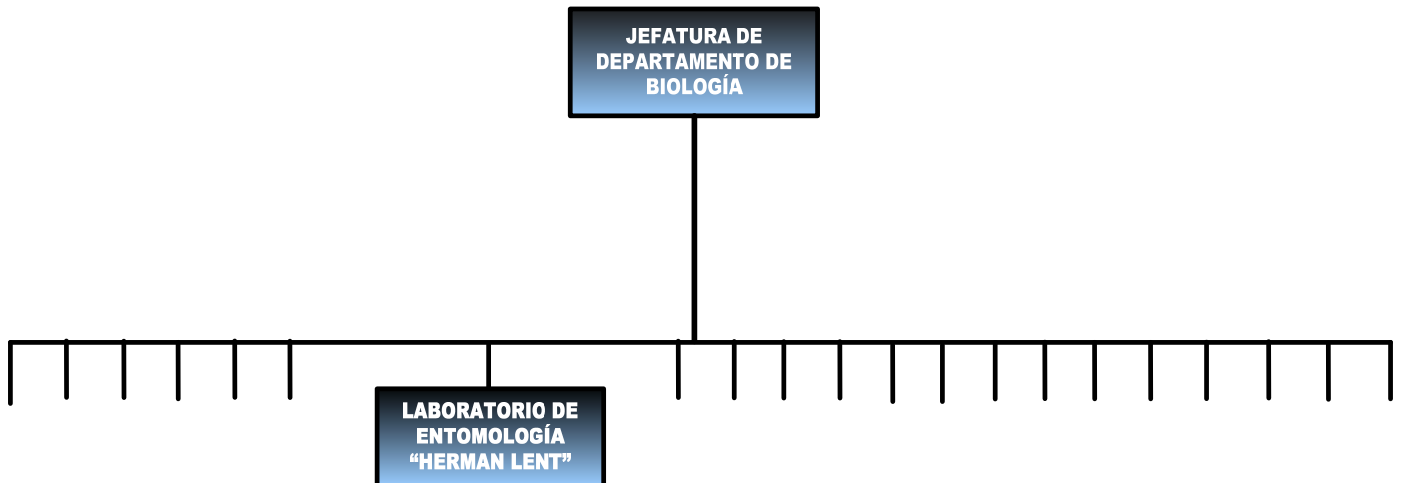 JEFATURA DE
DEPARTAMENTO DE
BIOLOGÍA
LABORATORIO DE
ENTOMOLOGÍA
“HERMAN LENT”